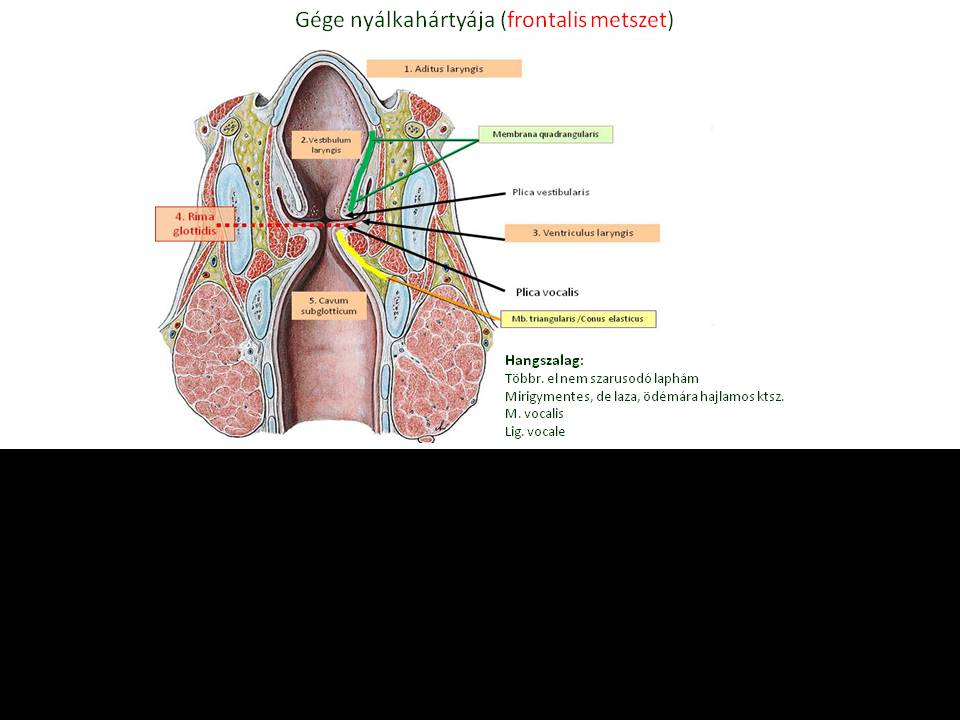 Gége nyálkahártyája (frontalis metszet)
1. Aditus laryngis
Membrana quadrangularis
2.Vestibulum
laryngis
Plica vestibularis
4. Rima
glottidis
3. Ventriculus laryngis
Plica vocalis
5. Cavum
subglotticum
Mb. triangularis /Conus elasticus
Hangszalag:
Többr. el nem szarusodó laphám
Mirigymentes, de laza, ödémára hajlamos ktsz.
M. vocalis
Lig. vocale